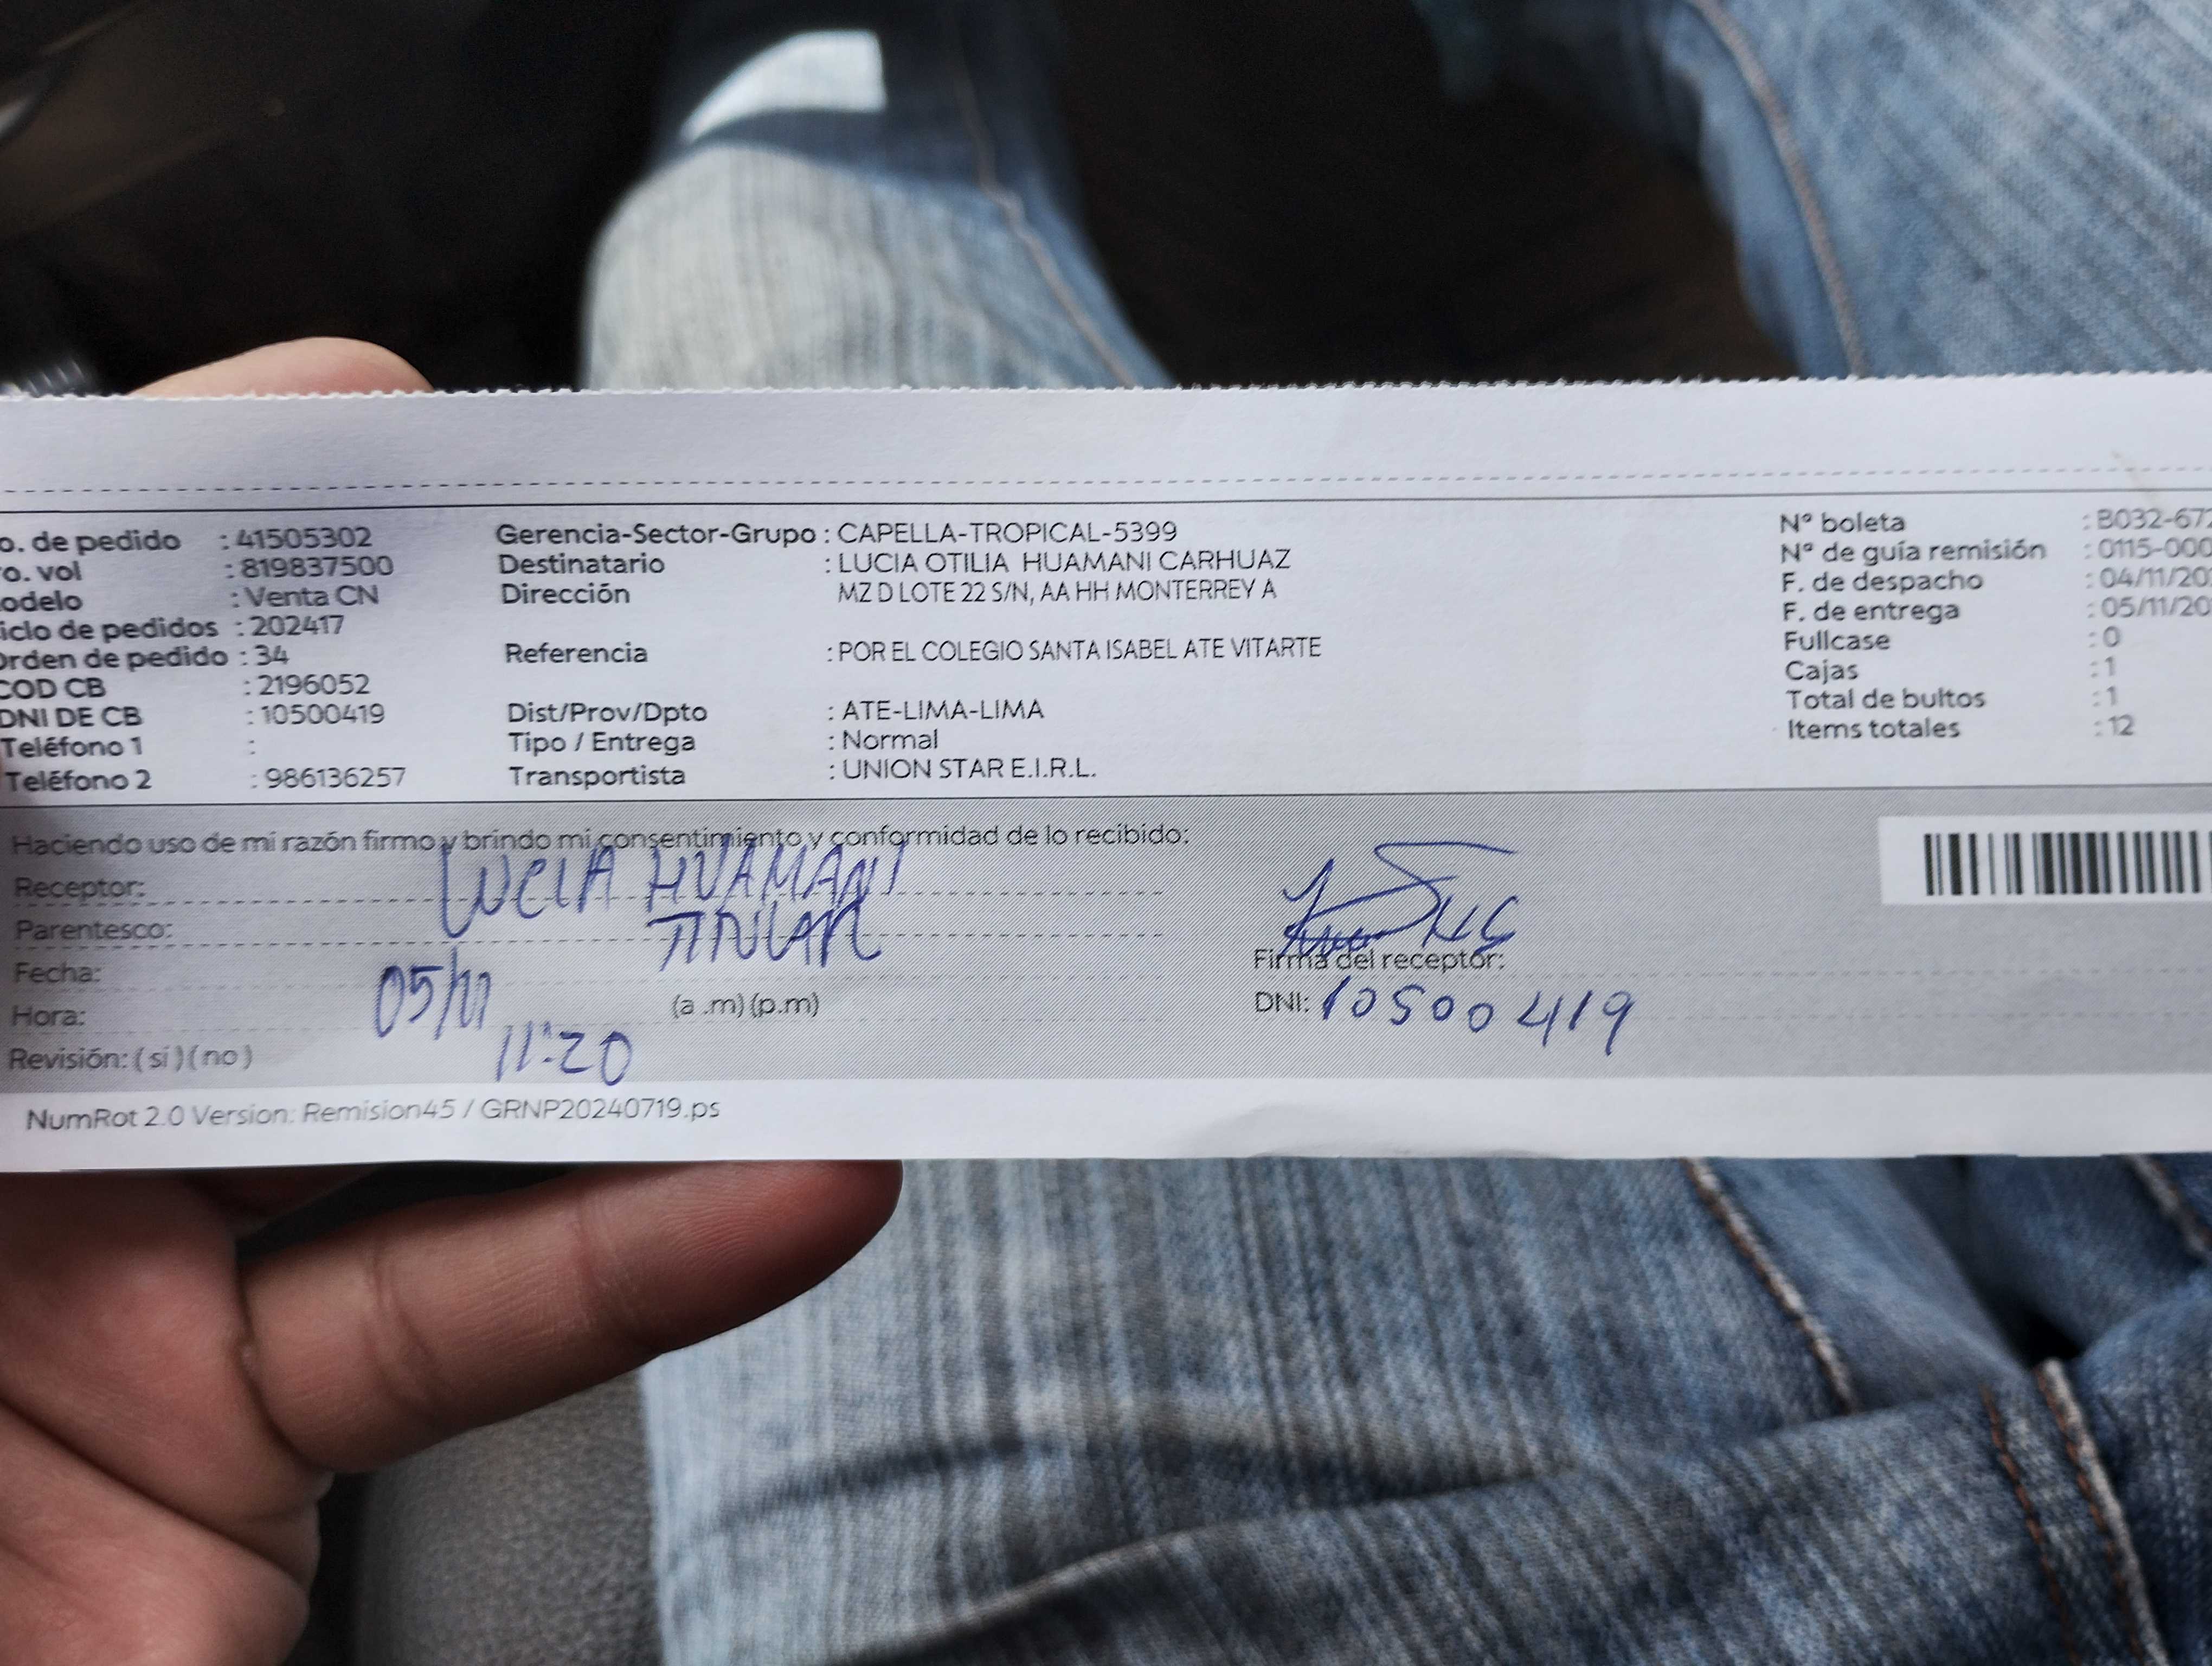 o. de pedido : 41505302
ro. vol : 819837500
odelo : Venta CN
iclo de pedidos : 202417
Orden de pedido : 34
COD CB : 2196052
DNI DE CB : 10500419
Teléfono 1 :
Teléfono 2 : 986136257
Gerencia-Sector-Grupo : CAPELLA-TROPICAL-5399
Destinatario : LUCIA OTILIA HUAMANI CARHUAZ
Dirección MZ D LOTE 22 S/N, AA HH MONTERREY A
Referencia : POR EL COLEGIO SANTA ISABEL ATE VITARTE
Dist/Prov/Dpto : ATE-LIMA-LIMA
Tipo / Entrega : Normal
Transportista : UNION STAR E.I.R.L.
N° boleta : B032-672
N° de guía remisión : 0115-000
F. de despacho : 04/11/20
F. de entrega : 05/11/20
Fullcase : 0
Cajas : 1
Total de bultos : 1
Items totales : 12
Haciendo uso de mi razón firmo y brindo mi consentimiento y conformidad de lo recibido:
Receptor: LUCIA HUAMANI
Parentesco: TITULAR
Fecha: 05/11
Hora: 11:20 (a .m) (p.m)
Revisión: ( si ) ( no )
Firma del receptor:
DNI: 10500419
NumRot 2.0 Version: Remision45 / GRNP20240719.ps